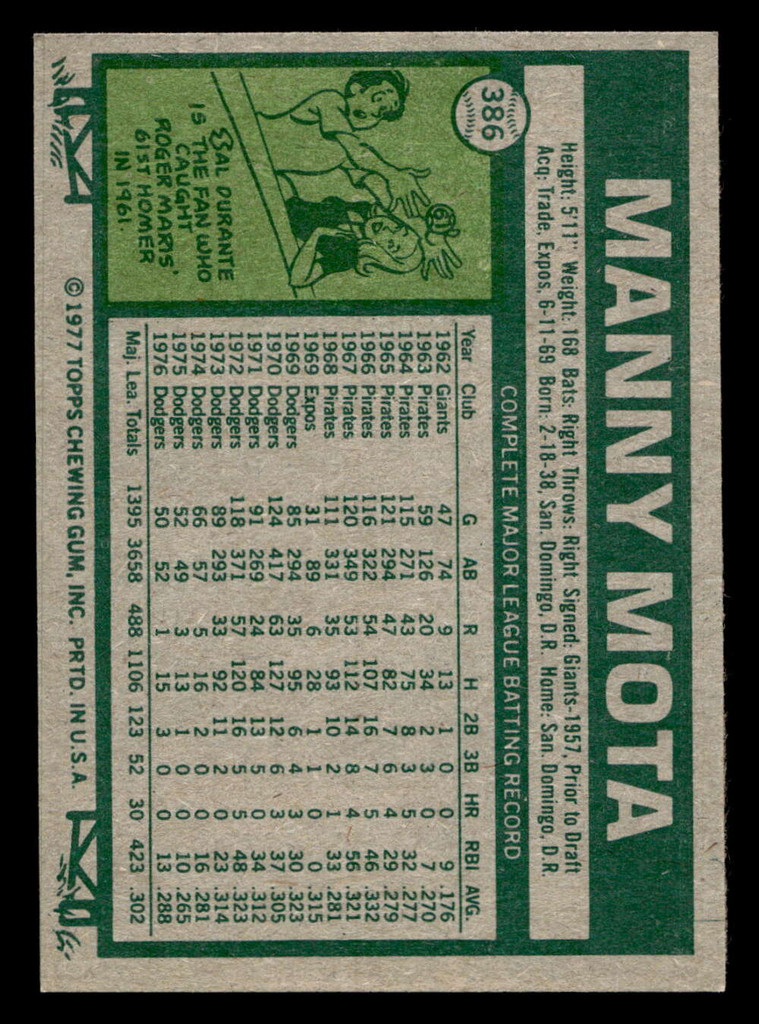 386
MANNY MOTA
Height: 5'11" Weight: 168 Bats: Right Throws: Right Signed: Giants-1957, Prior to Draft
Acq: Trade, Expos, 6-11-69 Born: 2-18-38, San. Domingo, D.R. Home: San. Domingo, D.R.
COMPLETE MAJOR LEAGUE BATTING RECORD
Year Club G AB R H 2B 3B HR RBI AVG.
1962 Giants 47 74 9 13 1 0 0 9 .176
1963 Pirates 59 126 20 34 2 3 0 7 .270
1964 Pirates 115 271 43 75 8 3 5 32 .277
1965 Pirates 121 294 47 82 7 6 4 29 .279
1966 Pirates 116 322 54 107 16 7 5 46 .332
1967 Pirates 120 349 53 112 14 8 4 56 .321
1968 Pirates 111 331 35 93 10 2 1 33 .281
1969 Expos 31 89 6 28 1 1 0 0 .315
1969 Dodgers 85 294 35 95 6 4 3 30 .323
1970 Dodgers 124 417 63 127 12 6 3 37 .305
1971 Dodgers 91 269 24 84 13 5 0 34 .312
1972 Dodgers 118 371 57 120 16 5 5 48 .323
1973 Dodgers 89 293 33 92 11 2 0 23 .314
1974 Dodgers 66 57 5 16 2 0 0 16 .281
1975 Dodgers 52 49 3 13 1 0 0 10 .265
1976 Dodgers 50 52 1 15 3 0 0 13 .288
Maj. Lea. Totals 1395 3658 488 1106 123 52 30 423 .302
61
SAL DURANTE
IS THE FAN WHO
CAUGHT
ROGER MARIS'
61ST HOMER
IN 1961.
© 1977 TOPPS CHEWING GUM, INC. PRTD. IN U.S.A.